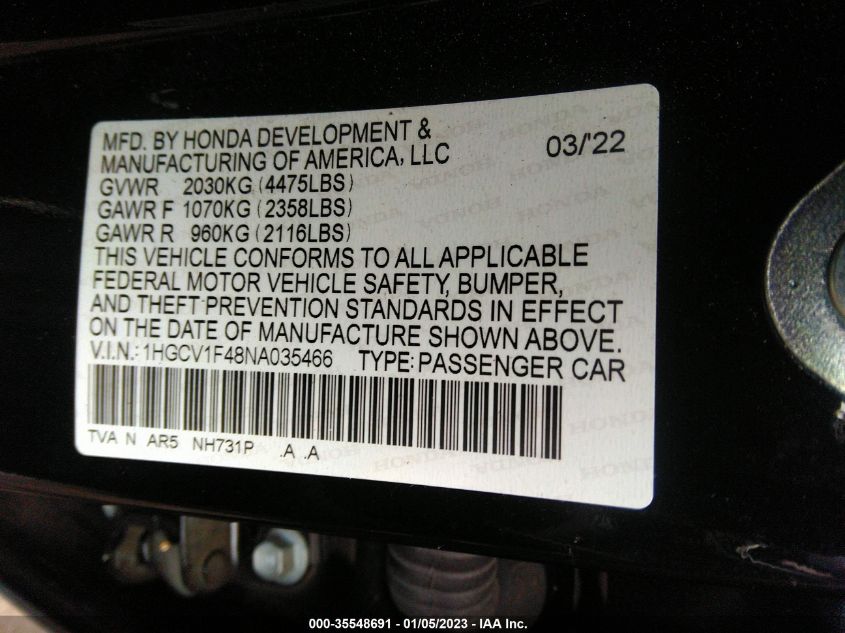 MFD. BY HONDA DEVELOPMENT &
MANUFACTURING OF AMERICA, LLC 03/'22
GVWR 2030KG (4475LBS)
GAWR F 1070KG (2358LBS)
GAWR R 960KG (2116LBS)
THIS VEHICLE CONFORMS TO ALL APPLICABLE
FEDERAL MOTOR VEHICLE SAFETY, BUMPER,
AND THEFT PREVENTION STANDARDS IN EFFECT
ON THE DATE OF MANUFACTURE SHOWN ABOVE.
V.I.N.: 1HGCV1F48NA035466 TYPE: PASSENGER CAR
TVA N AR5 NH731P .A .A
000-35548691 - 01/05/2023 - IAA Inc.